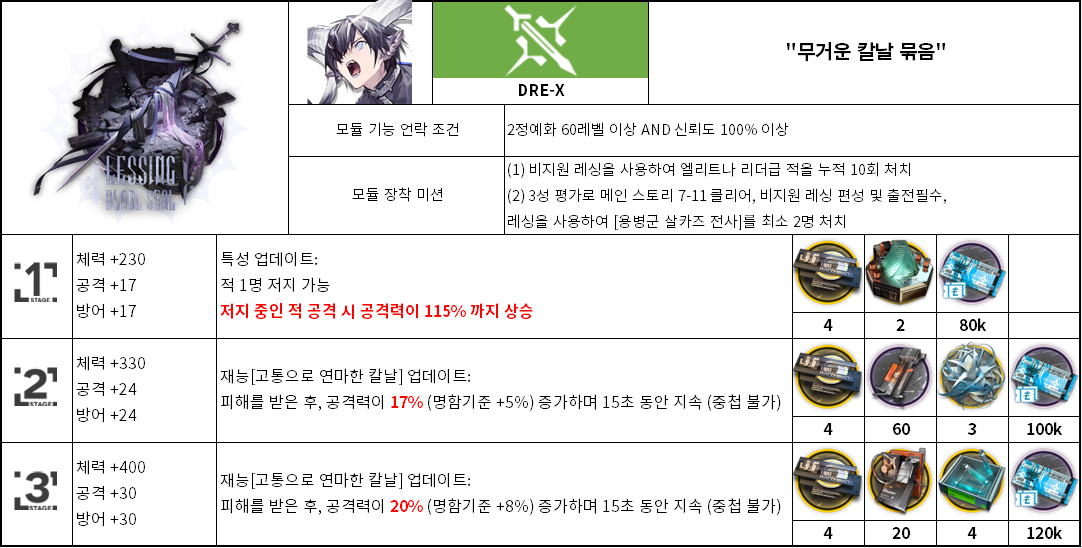 LESSING
BLADE SEAL
DRE-X
"무거운 칼날 묶음"
모듈 기능 언락 조건
2정예화 60레벨 이상 AND 신뢰도 100% 이상
모듈 장착 미션
(1) 비지원 레싱을 사용하여 엘리트나 리더급 적을 누적 10회 처치
(2) 3성 평가로 메인 스토리 7-11 클리어, 비지원 레싱 편성 및 출전필수,
레싱을 사용하여 [용병군 살카즈 전사]를 최소 2명 처치
1
STAGE.
체력 +230
공격 +17
방어 +17
특성 업데이트:
적 1명 저지 가능
저지 중인 적 공격 시 공격력이 115% 까지 상승
4
2
80k
2
STAGE.
체력 +330
공격 +24
방어 +24
재능[고통으로 연마한 칼날] 업데이트:
피해를 받은 후, 공격력이 17% (명함기준 +5%) 증가하며 15초 동안 지속 (중첩 불가)
4
60
3
100k
3
STAGE.
체력 +400
공격 +30
방어 +30
재능[고통으로 연마한 칼날] 업데이트:
피해를 받은 후, 공격력이 20% (명함기준 +8%) 증가하며 15초 동안 지속 (중첩 불가)
4
20
4
120k